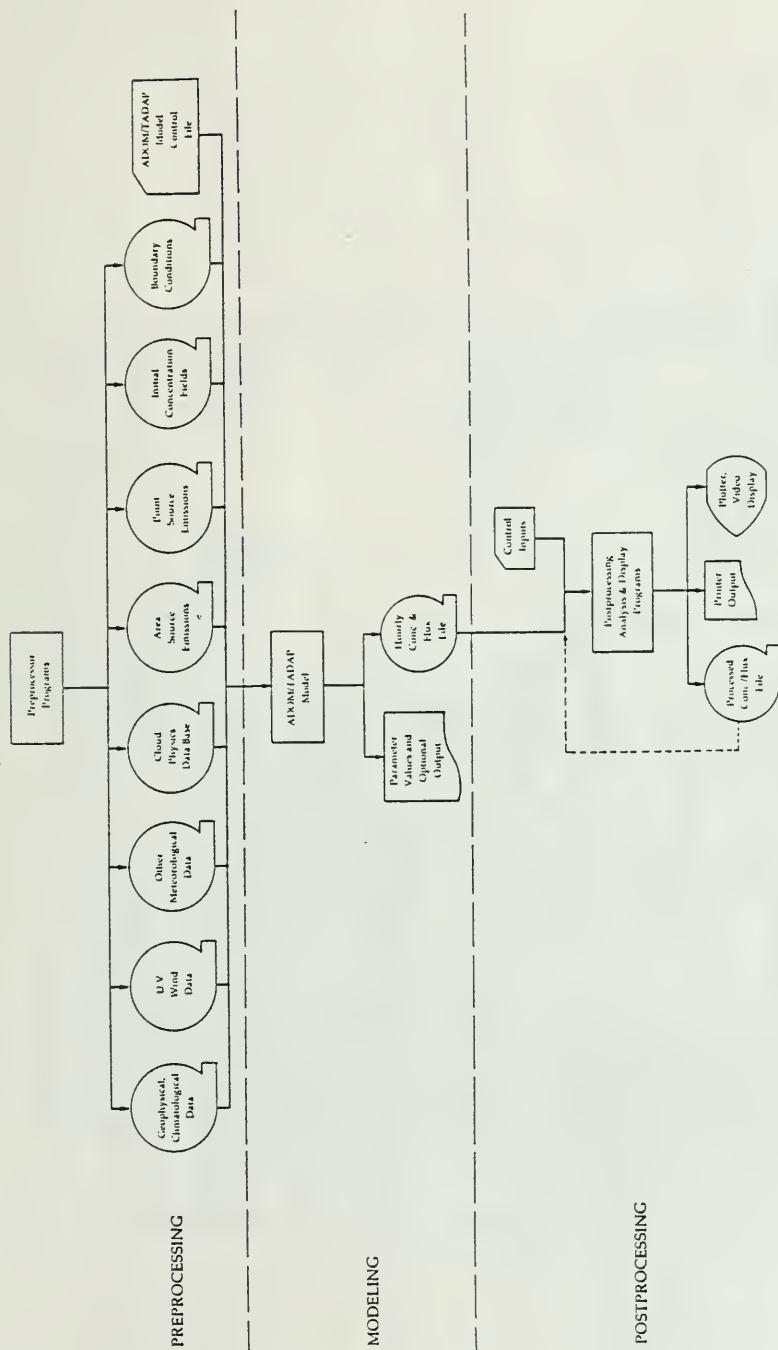 PREPROCESSING
Preprocessor
Programs
Geophysical,
Climatological
Data
U.V
Wind
Data
Other
Meteorological
Data
Cloud
Physics
Data Base
Area
Source
Emissions
Point
Source
Emissions
Initial
Concentration
Fields
Boundary
Conditions
ADOM/TADAP
Model
Control
File
MODELING
ADOM/TADAP
Model
Parameter
Values and
Optional
Output
Hourly
Conc &
Flux
File
POSTPROCESSING
Control
Inputs
Postprocessing
Analysis & Display
Programs
Processed
Conc/Flux
File
Printer
Output
Plotter,
Video
Display